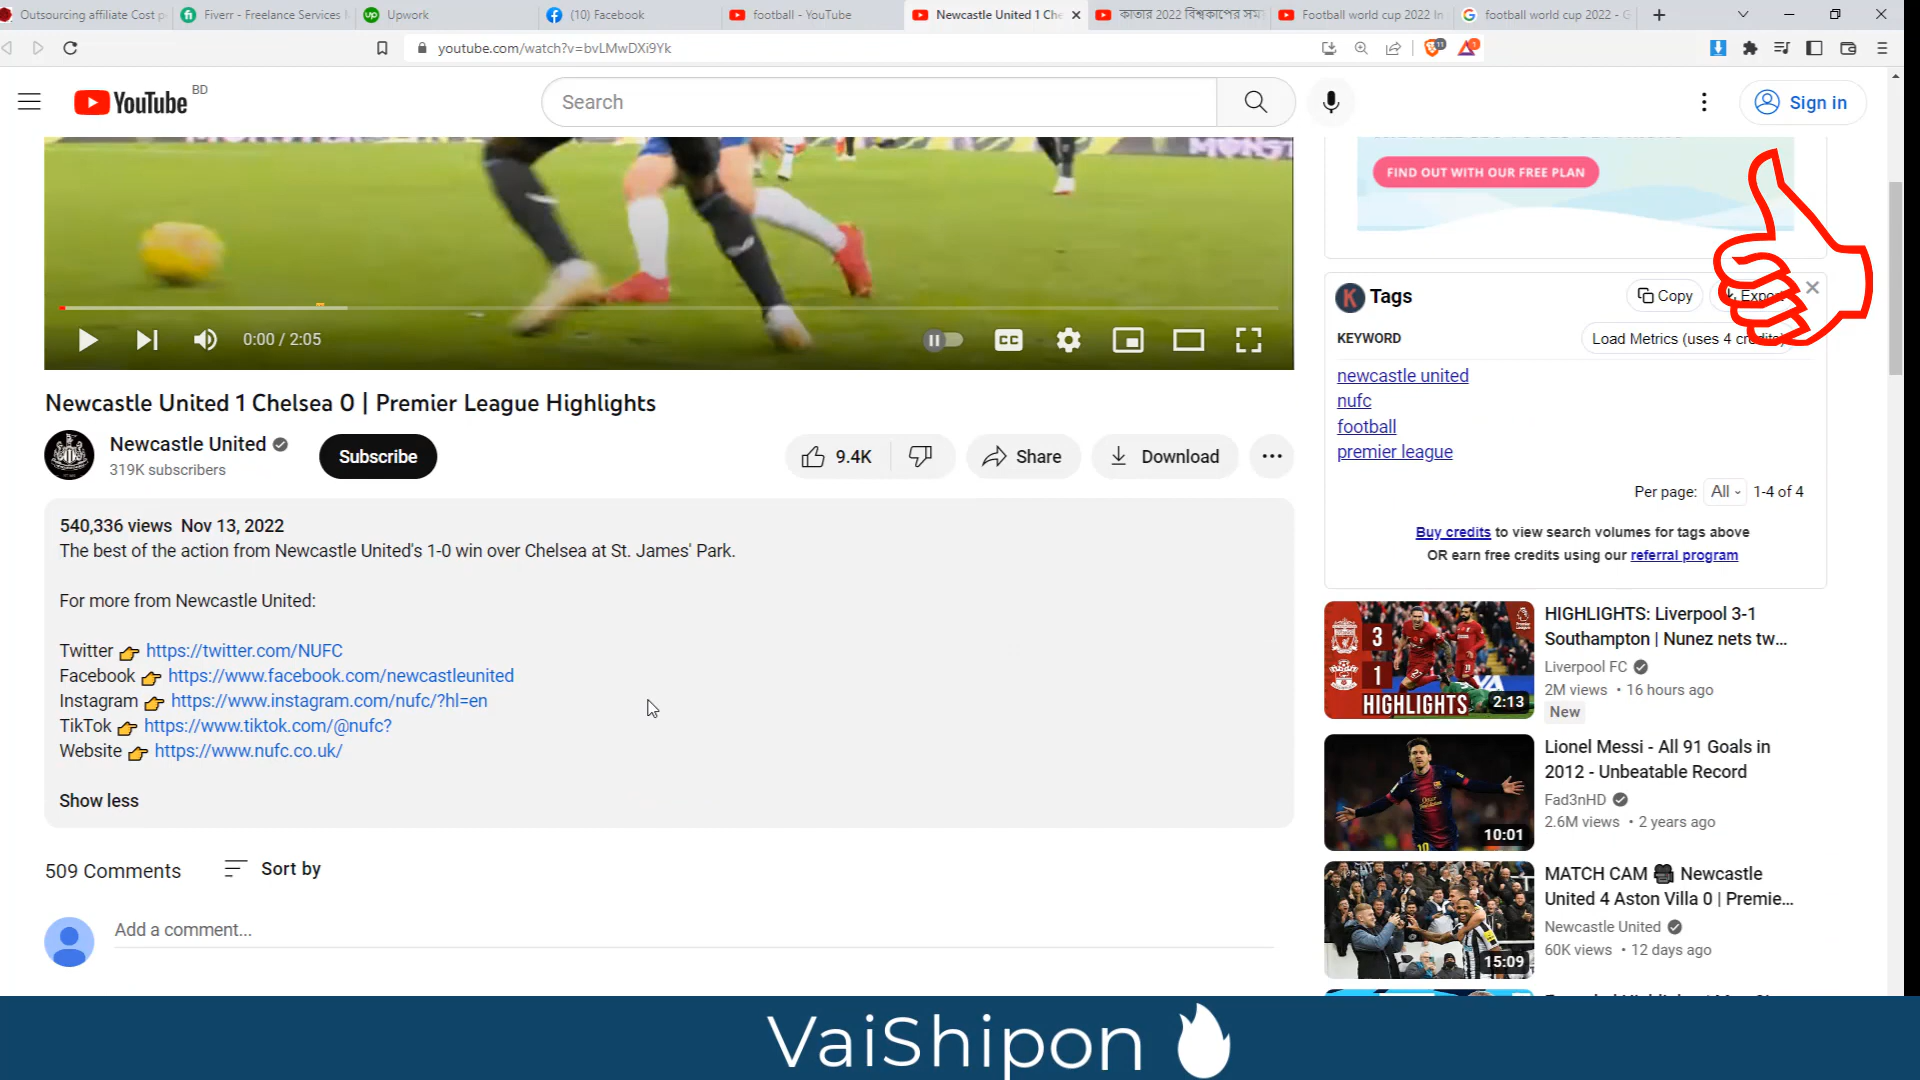 Outsourcing affiliate Cost p
Fiverr - Freelance Services
Upwork
(10) Facebook
football - YouTube
Newcastle United 1 Che
কাতার 2022 বিশ্বকাপের সম
Football world cup 2022 In
football world cup 2022 - G
youtube.com/watch?v=bvLMwDXi9Yk
YouTube BD
Search
Sign in
FIND OUT WITH OUR FREE PLAN
0:00 / 2:05
CC
Newcastle United 1 Chelsea 0 | Premier League Highlights
Newcastle United
319K subscribers
Subscribe
9.4K
Share
Download
540,336 views Nov 13, 2022
The best of the action from Newcastle United's 1-0 win over Chelsea at St. James' Park.
For more from Newcastle United:
Twitter 👉 https://twitter.com/NUFC
Facebook 👉 https://www.facebook.com/newcastleunited
Instagram 👉 https://www.instagram.com/nufc/?hl=en
TikTok 👉 https://www.tiktok.com/@nufc?
Website 👉 https://www.nufc.co.uk/
Show less
509 Comments
Sort by
Add a comment...
K Tags
Copy
Export
KEYWORD
Load Metrics (uses 4 credits)
newcastle united
nufc
football
premier league
Per page: All 1-4 of 4
Buy credits to view search volumes for tags above
OR earn free credits using our referral program
3
1
HIGHLIGHTS
2:13
HIGHLIGHTS: Liverpool 3-1
Southampton | Nunez nets tw...
Liverpool FC
2M views • 16 hours ago
New
10:01
Lionel Messi - All 91 Goals in
2012 - Unbeatable Record
Fad3nHD
2.6M views • 2 years ago
15:09
MATCH CAM 🎥 Newcastle
United 4 Aston Villa 0 | Premie...
Newcastle United
60K views • 12 days ago
VaiShipon